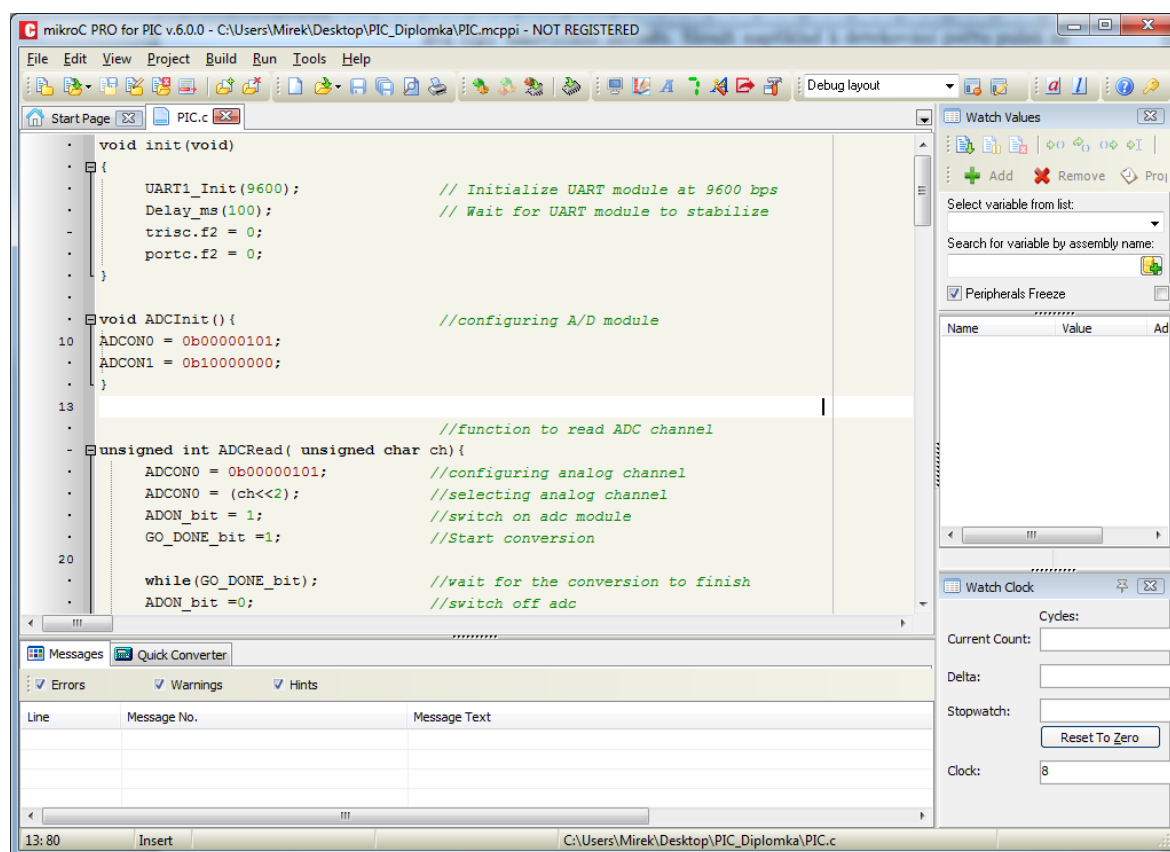 mikroC PRO for PIC v.6.0.0 - C:\Users\Mirek\Desktop\PIC_Diplomka\PIC.mcppi - NOT REGISTERED
File Edit View Project Build Run Tools Help
Debug layout
Start Page PIC.c
void init(void)
{
UART1_Init(9600); // Initialize UART module at 9600 bps
Delay_ms(100); // Wait for UART module to stabilize
trisc.f2 = 0;
portc.f2 = 0;
}
void ADCInit(){ //configuring A/D module
10 ADCON0 = 0b00000101;
ADCON1 = 0b10000000;
}
13
//function to read ADC channel
unsigned int ADCRead( unsigned char ch){
ADCON0 = 0b00000101; //configuring analog channel
ADCON0 = (ch<<2); //selecting analog channel
ADON_bit = 1; //switch on adc module
GO_DONE_bit =1; //Start conversion
20
while(GO_DONE_bit); //wait for the conversion to finish
ADON_bit =0; //switch off adc
Messages Quick Converter
Errors Warnings Hints
Line Message No. Message Text
13: 80 Insert C:\Users\Mirek\Desktop\PIC_Diplomka\PIC.c
Watch Values
Add Remove
Select variable from list:
Search for variable by assembly name:
Peripherals Freeze
Name Value Ad
Watch Clock
Cycles:
Current Count:
Delta:
Stopwatch:
Reset To Zero
Clock: 8